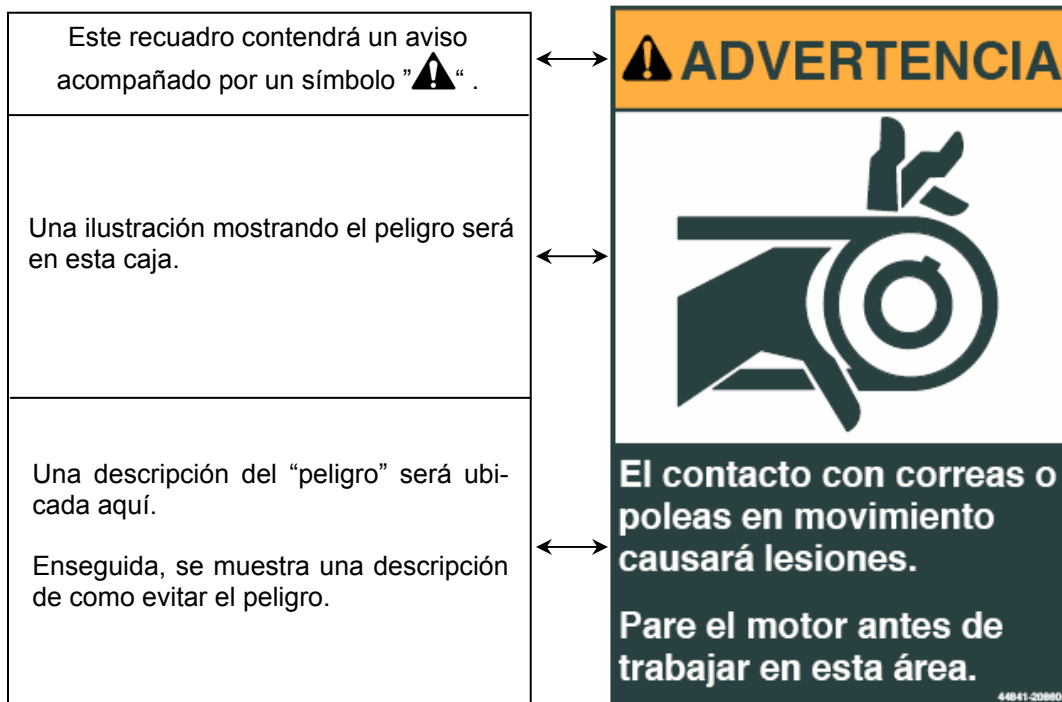 Este recuadro contendrá un aviso
acompañado por un símbolo ”⚠“ .
Una ilustración mostrando el peligro será
en esta caja.
Una descripción del “peligro” será ubi-
cada aquí.
Enseguida, se muestra una descripción
de como evitar el peligro.
⚠ ADVERTENCIA
El contacto con correas o
poleas en movimiento
causará lesiones.
Pare el motor antes de
trabajar en esta área.